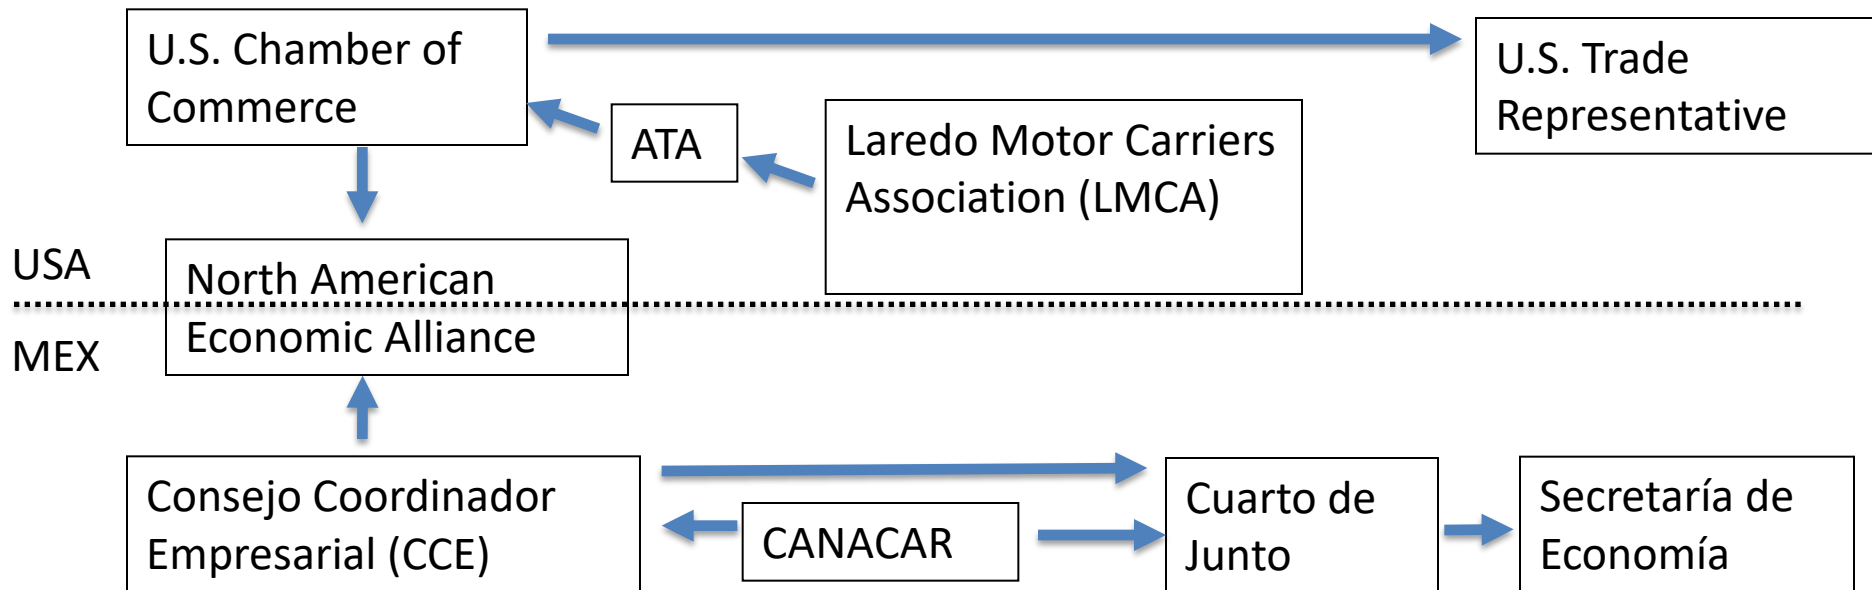 U.S. Chamber of
Commerce
U.S. Trade
Representative
ATA
Laredo Motor Carriers
Association (LMCA)
USA
North American
Economic Alliance
MEX
Consejo Coordinador
Empresarial (CCE)
CANACAR
Cuarto de
Junto
Secretaría de
Economía